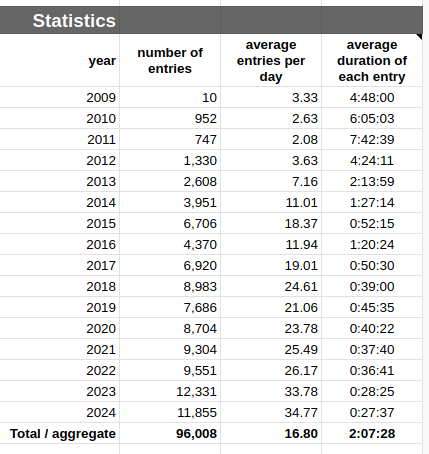 Statistics
year number of entries average entries per day average duration of each entry
2009 10 3.33 4:48:00
2010 952 2.63 6:05:03
2011 747 2.08 7:42:39
2012 1,330 3.63 4:24:11
2013 2,608 7.16 2:13:59
2014 3,951 11.01 1:27:14
2015 6,706 18.37 0:52:15
2016 4,370 11.94 1:20:24
2017 6,920 19.01 0:50:30
2018 8,983 24.61 0:39:00
2019 7,686 21.06 0:45:35
2020 8,704 23.78 0:40:22
2021 9,304 25.49 0:37:40
2022 9,551 26.17 0:36:41
2023 12,331 33.78 0:28:25
2024 11,855 34.77 0:27:37
Total / aggregate 96,008 16.80 2:07:28